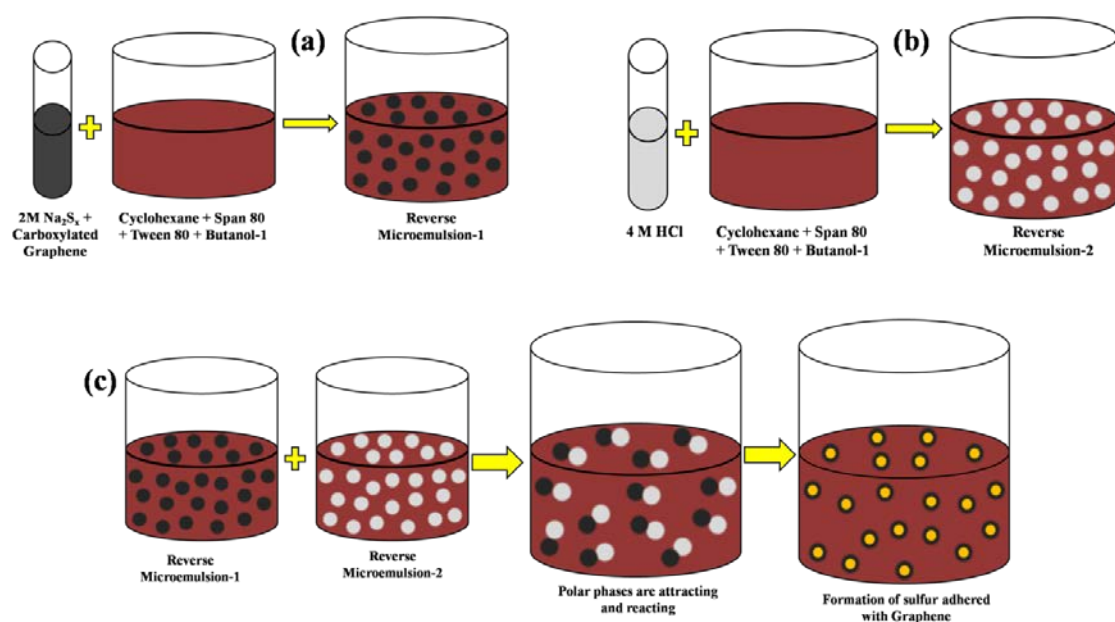 (a)
2M Na₂Sₓ +
Carboxylated
Graphene
Cyclohexane + Span 80
+ Tween 80 + Butanol-1
Reverse
Microemulsion-1
(b)
4 M HCl
Cyclohexane + Span 80
+ Tween 80 + Butanol-1
Reverse
Microemulsion-2
(c)
Reverse
Microemulsion-1
Reverse
Microemulsion-2
Polar phases are attracting
and reacting
Formation of sulfur adhered
with Graphene